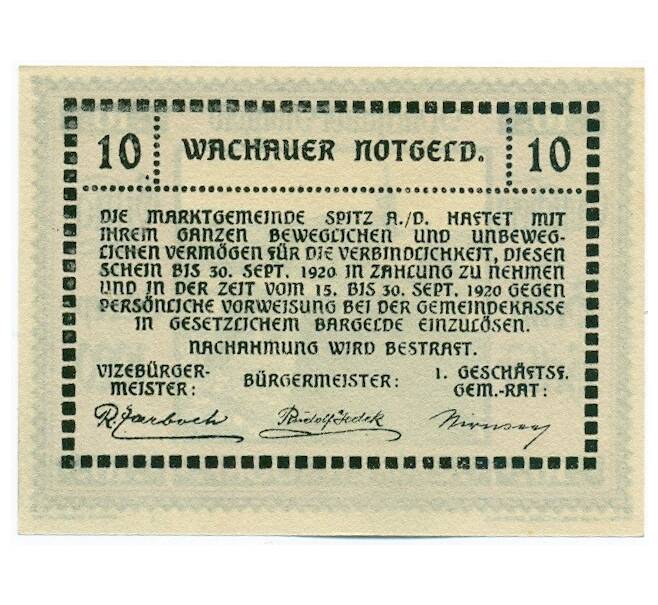 10 WACHAUER NOTGELD. 10
DIE MARKTGEMEINDE SPITZ A./D. HAFTET MIT
IHREM GANZEN BEWEGLICHEN UND UNBEWEG-
LICHEN VERMÖGEN FÜR DIE VERBINDLICHKEIT, DIESEN
SCHEIN BIS 30. SEPT. 1920 IN ZAHLUNG ZU NEHMEN
UND IN DER ZEIT VOM 15. BIS 30. SEPT. 1920 GEGEN
PERSÖNLICHE VORWEISUNG BEI DER GEMEINDEKASSE
IN GESETZLICHEM BARGELDE EINZULÖSEN.
NACHAHMUNG WIRD BESTRAFT.
VIZEBÜRGER-
MEISTER:
BÜRGERMEISTER:
1. GESCHÄFTSF.
GEM.-RAT:
Rudolf